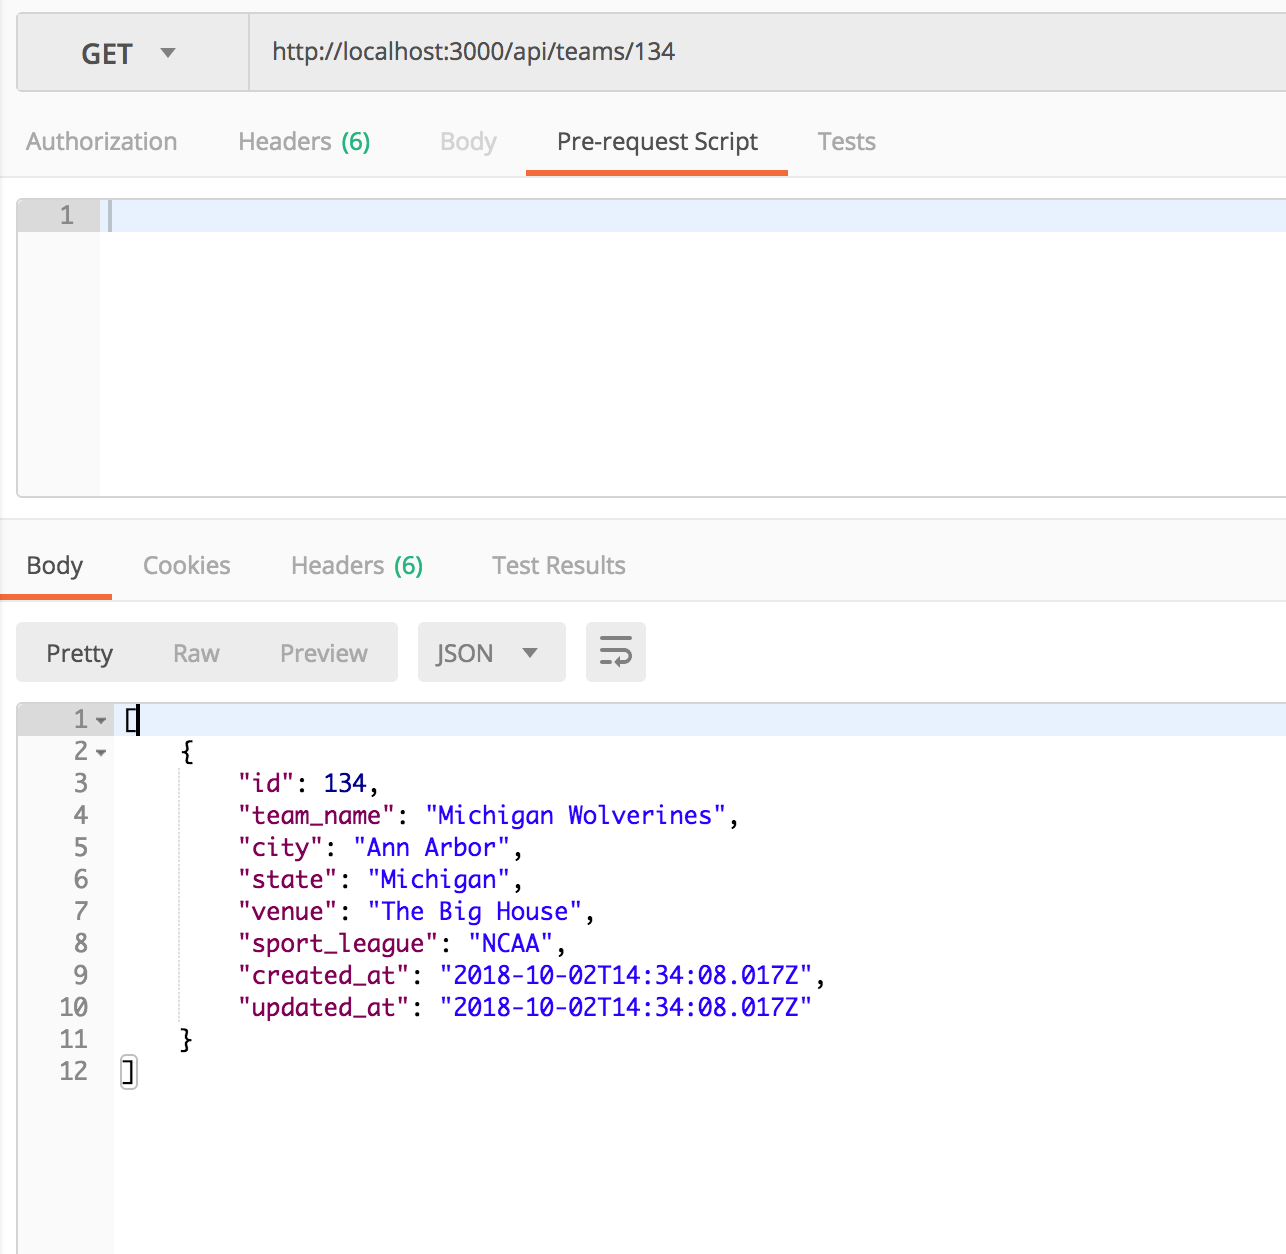 GET http://localhost:3000/api/teams/134
Authorization Headers (6) Body Pre-request Script Tests
1
Body Cookies Headers (6) Test Results
Pretty Raw Preview JSON
1 [
2 {
3 "id": 134,
4 "team_name": "Michigan Wolverines",
5 "city": "Ann Arbor",
6 "state": "Michigan",
7 "venue": "The Big House",
8 "sport_league": "NCAA",
9 "created_at": "2018-10-02T14:34:08.017Z",
10 "updated_at": "2018-10-02T14:34:08.017Z"
11 }
12 ]